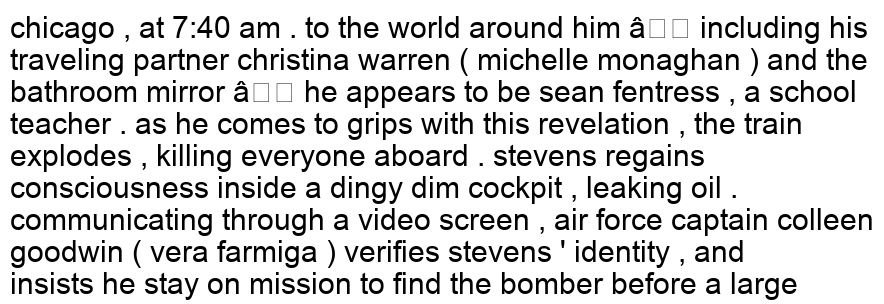 chicago , at 7:40 am . to the world around him â including his
traveling partner christina warren ( michelle monaghan ) and the
bathroom mirror â he appears to be sean fentress , a school
teacher . as he comes to grips with this revelation , the train
explodes , killing everyone aboard . stevens regains
consciousness inside a dingy dim cockpit , leaking oil .
communicating through a video screen , air force captain colleen
goodwin ( vera farmiga ) verifies stevens ' identity , and
insists he stay on mission to find the bomber before a large